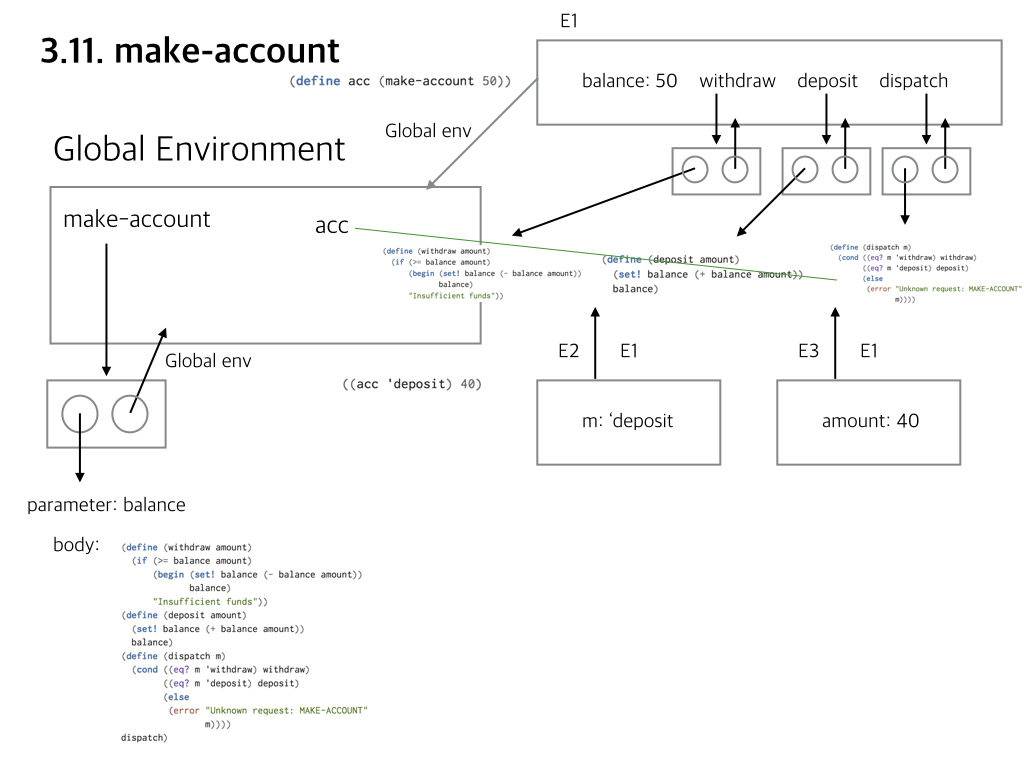 3.11. make-account
E1
(define acc (make-account 50))
balance: 50 withdraw deposit dispatch
Global env
Global Environment
make-account
acc
(define (withdraw amount)
(if (>= balance amount)
(begin (set! balance (- balance amount))
balance)
"Insufficient funds"))
(define (deposit amount)
(set! balance (+ balance amount))
balance)
(define (dispatch m)
(cond ((eq? m 'withdraw) withdraw)
((eq? m 'deposit) deposit)
(else
(error "Unknown request: MAKE-ACCOUNT"
m))))
Global env
((acc 'deposit) 40)
E2 E1
E3 E1
m: ‘deposit
amount: 40
parameter: balance
body:
(define (withdraw amount)
(if (>= balance amount)
(begin (set! balance (- balance amount))
balance)
"Insufficient funds"))
(define (deposit amount)
(set! balance (+ balance amount))
balance)
(define (dispatch m)
(cond ((eq? m 'withdraw) withdraw)
((eq? m 'deposit) deposit)
(else
(error "Unknown request: MAKE-ACCOUNT"
m))))
dispatch)